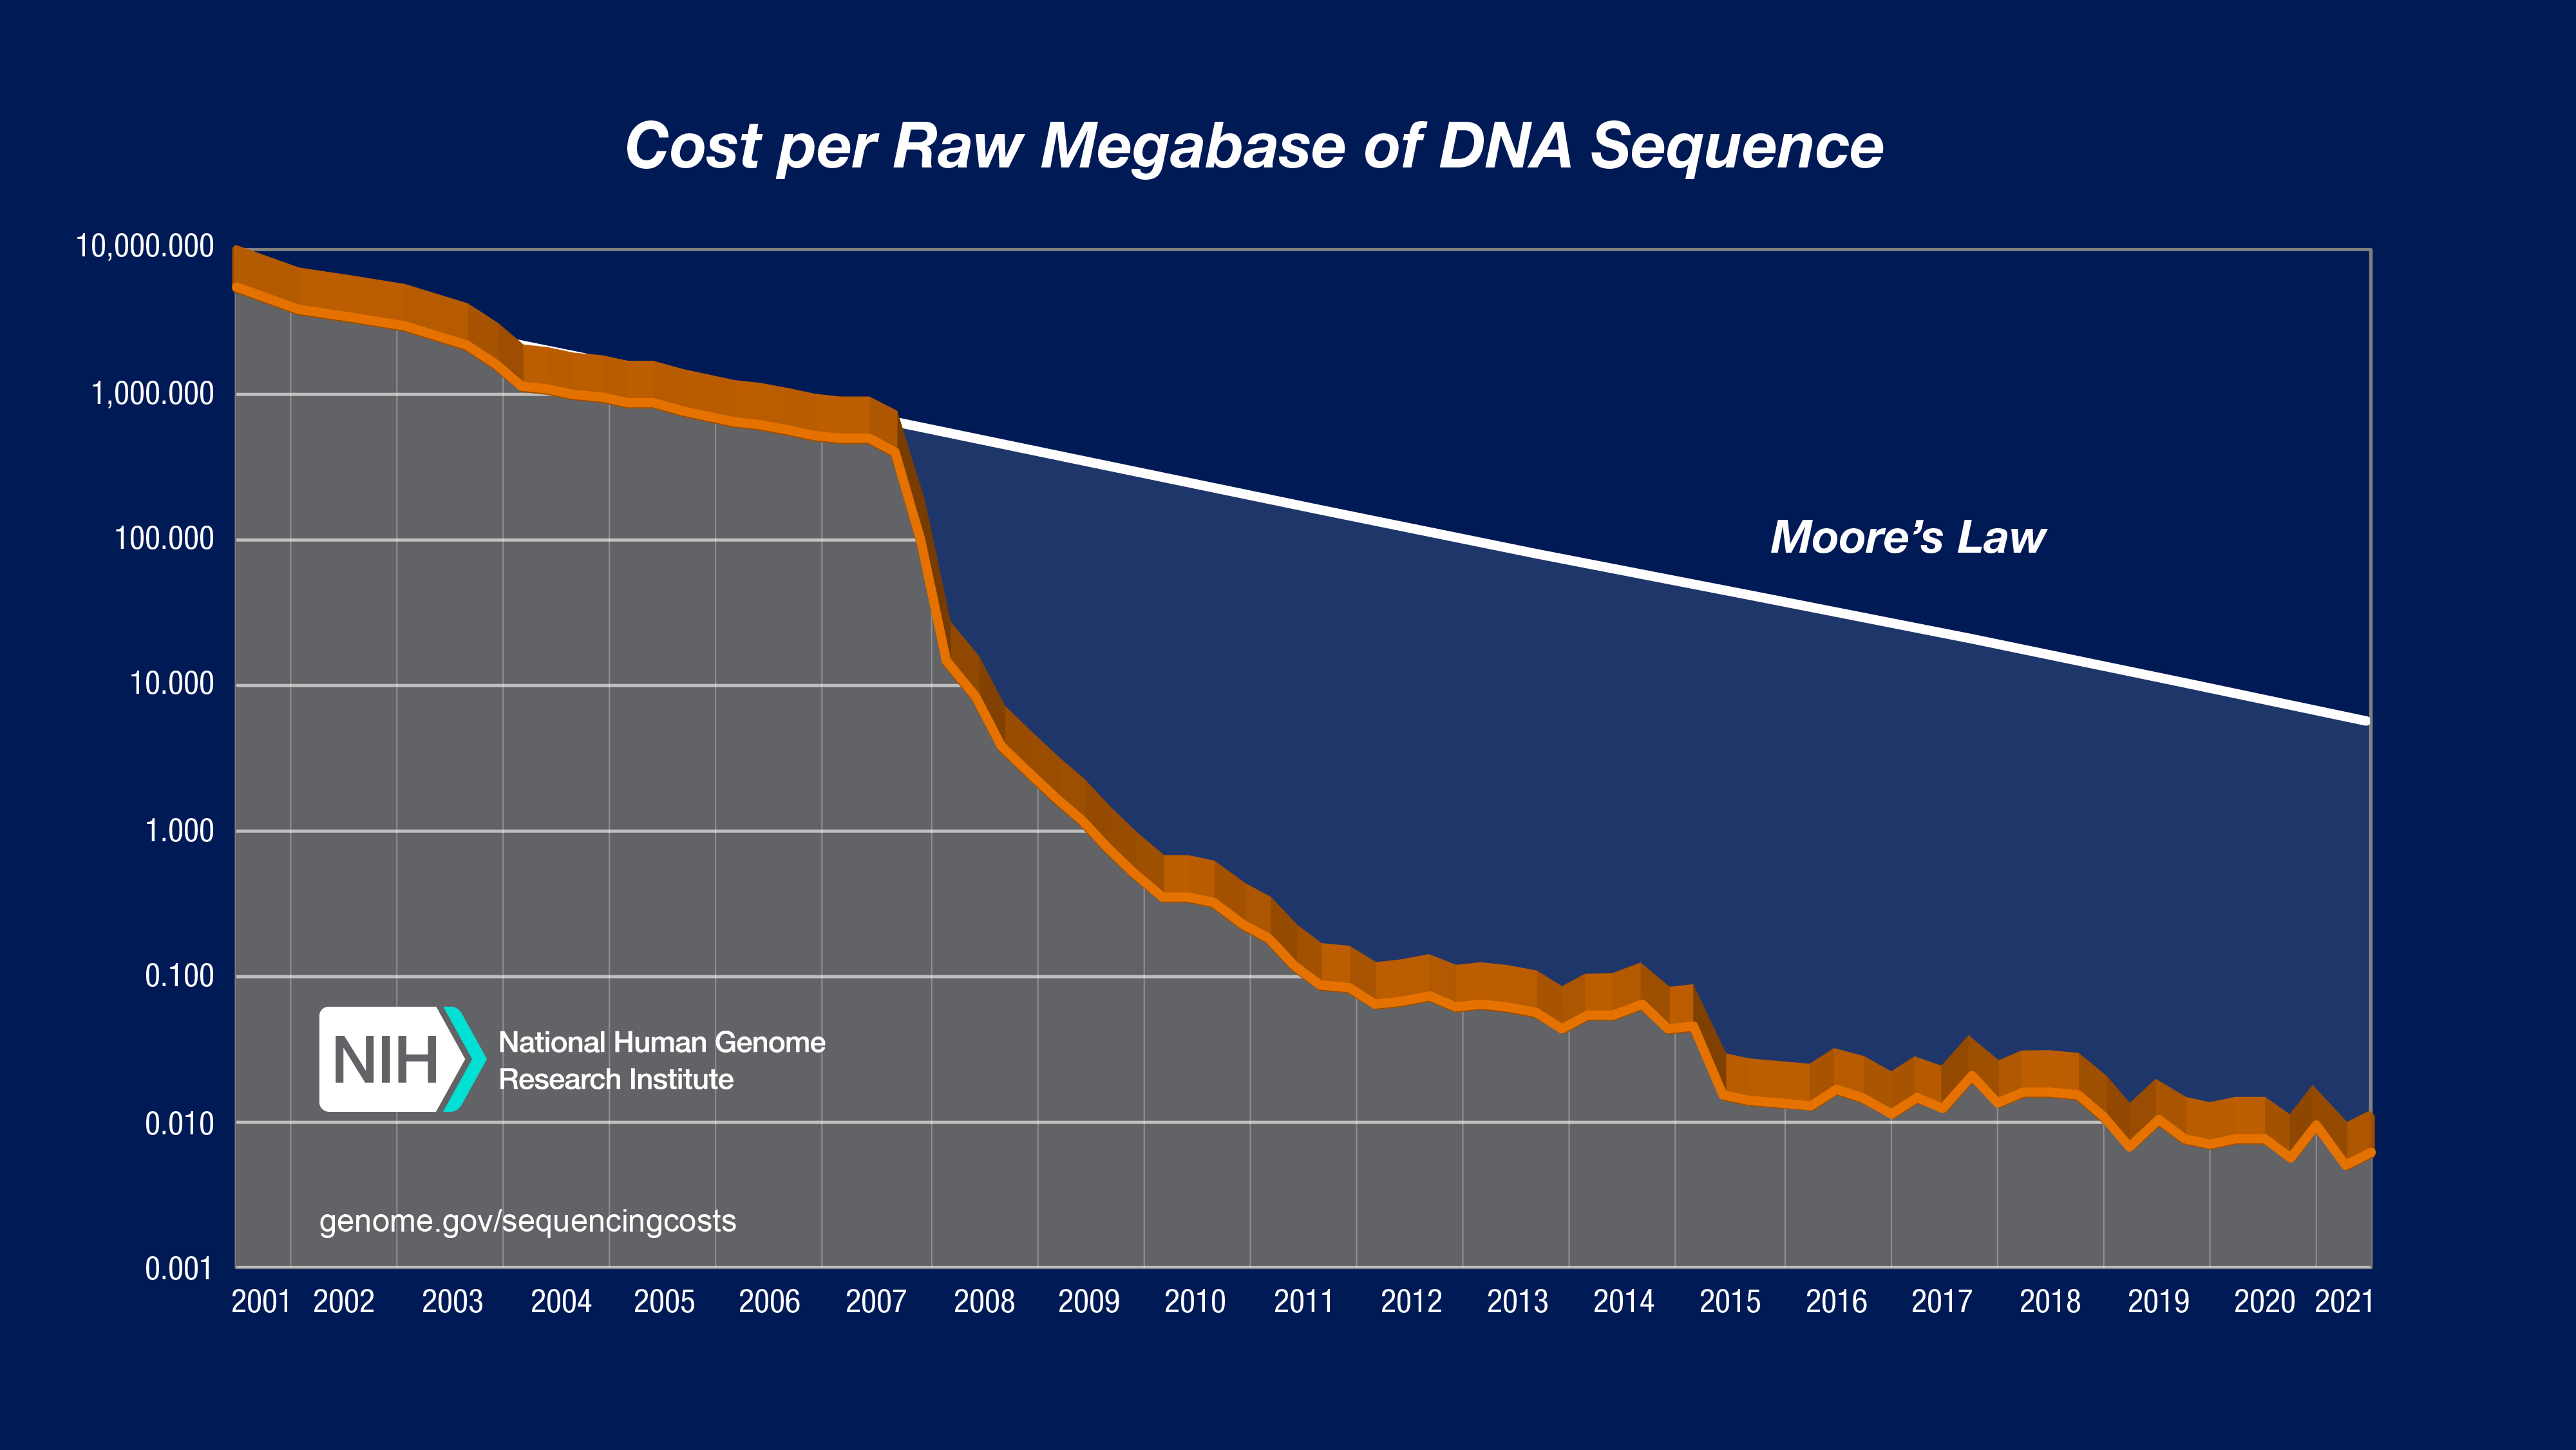 Cost per Raw Megabase of DNA Sequence
10,000.000
1,000.000
100.000
Moore’s Law
10.000
1.000
0.100
NIH
National Human Genome
Research Institute
0.010
genome.gov/sequencingcosts
0.001
2001 2002 2003 2004 2005 2006 2007 2008 2009 2010 2011 2012 2013 2014 2015 2016 2017 2018 2019 2020 2021